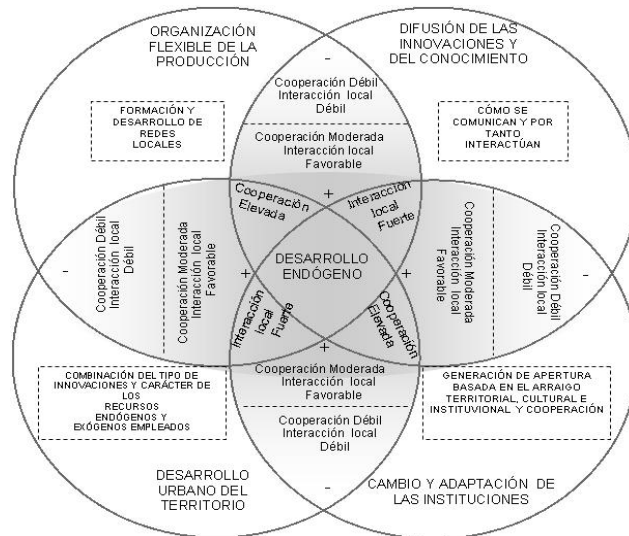 ORGANIZACIÓN
FLEXIBLE DE LA
PRODUCCIÓN
DIFUSIÓN DE LAS
INNOVACIONES Y
DEL CONOCIMIENTO
-
Cooperación Débil
Interacción local
Débil
Cooperación Moderada
Interacción local
Favorable
+
FORMACIÓN Y
DESARROLLO DE
REDES
LOCALES
CÓMO SE
COMUNICAN Y POR
TANTO
INTERACTÚAN
Cooperación
Elevada
Interacción
local
Fuerte
-
Cooperación Débil
Interacción local
Débil
Cooperación Moderada
Interacción local
Favorable
+
DESARROLLO
ENDÓGENO
+
Cooperación Moderada
Interacción local
Favorable
Cooperación Débil
Interacción local
Débil
-
Interacción
local
Fuerte
Cooperación
Elevada
+
Cooperación Moderada
Interacción local
Favorable
Cooperación Débil
Interacción local
Débil
-
COMBINACIÓN DEL TIPO DE
INNOVACIONES Y CARÁCTER DE
LOS
RECURSOS
ENDÓGENOS Y
EXÓGENOS EMPLEADOS
GENERACIÓN DE APERTURA
BASADA EN EL ARRAIGO
TERRITORIAL, CULTURAL E
INSTITUVIONAL Y COOPERACIÓN
DESARROLLO
URBANO DEL
TERRITORIO
CAMBIO Y ADAPTACIÓN DE
LAS INSTITUCIONES